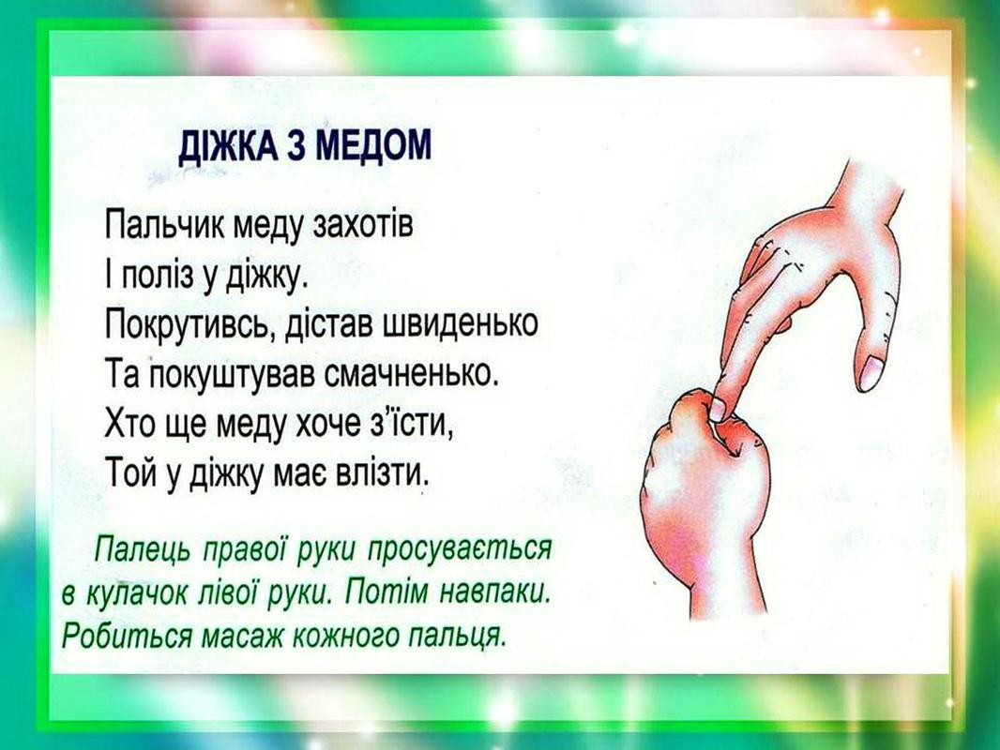 ДІЖКА З МЕДОМ
Пальчик меду захотів
І поліз у діжку.
Покрутивсь, дістав швиденько
Та покуштував смачненько.
Хто ще меду хоче з’їсти,
Той у діжку має влізти.
Палець правої руки просувається
в кулачок лівої руки. Потім навпаки.
Робиться масаж кожного пальця.